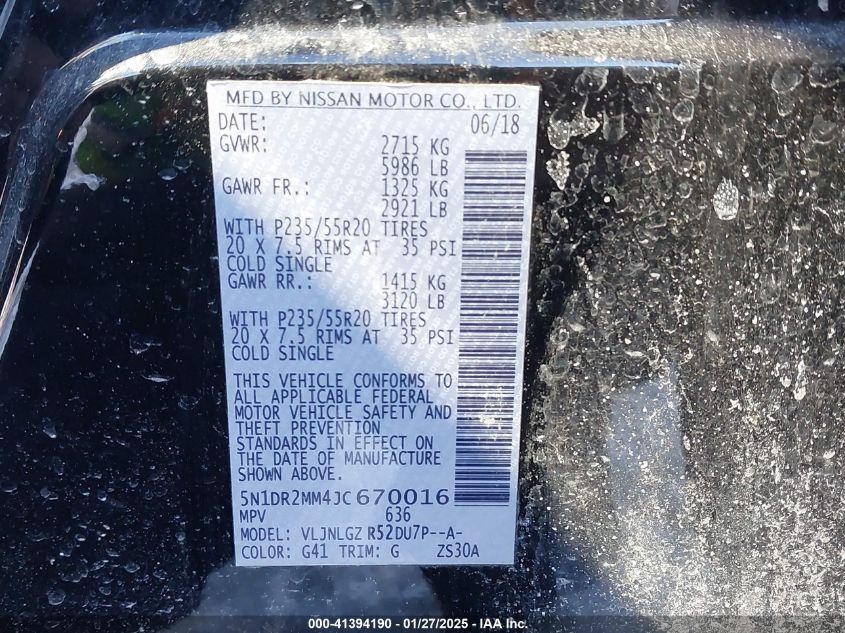 MFD BY NISSAN MOTOR CO., LTD.
DATE: 06/18
GVWR: 2715 KG
5986 LB
GAWR FR.: 1325 KG
2921 LB
WITH P235/55R20 TIRES
20 X 7.5 RIMS AT 35 PSI
COLD SINGLE
GAWR RR.: 1415 KG
3120 LB
WITH P235/55R20 TIRES
20 X 7.5 RIMS AT 35 PSI
COLD SINGLE
THIS VEHICLE CONFORMS TO
ALL APPLICABLE FEDERAL
MOTOR VEHICLE SAFETY AND
THEFT PREVENTION
STANDARDS IN EFFECT ON
THE DATE OF MANUFACTURE
SHOWN ABOVE.
5N1DR2MM4JC670016
MPV 636
MODEL: VLJNLGZ R52DU7P--A-
COLOR: G41 TRIM: G ZS30A
000-41394190 - 01/27/2025 - IAA Inc.